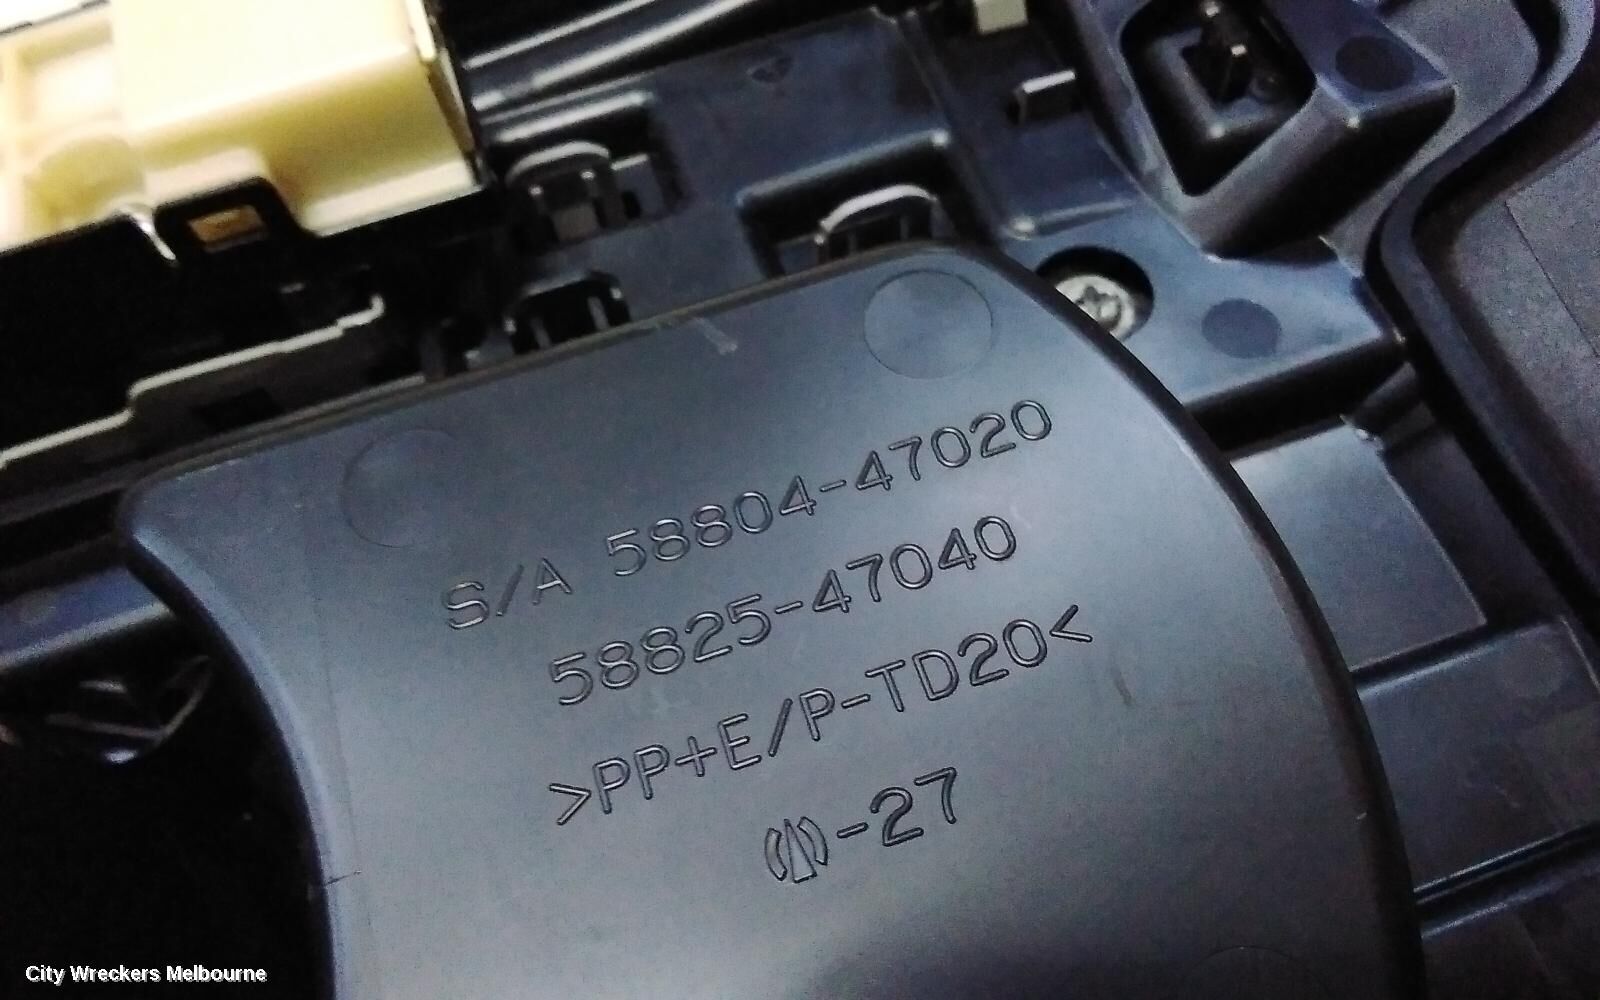 S/A 58804-47020
58825-47040
>PP+E/P-TD20<
-27
City Wreckers Melbourne